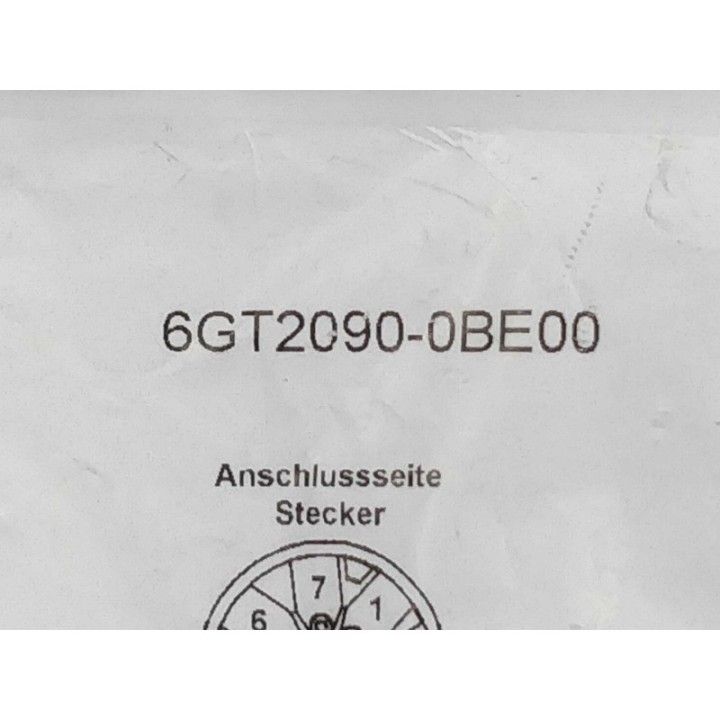 6GT2090-0BE00
Anschlussseite
Stecker
7
6
1